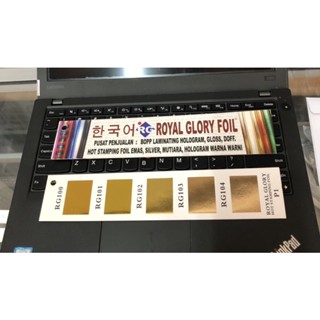 한국어 RG ROYAL GLORY FOIL
PUSAT PENJUALAN : BOPP LAMINATING HOLOGRAM, GLOSS, DOFF.
HOT STAMPING FOIL EMAS, SILVER, MUTIARA, HOLOGRAM WARNA WARNI
RG100
RG101
RG102
RG103
RG104
ROYAL GLORY
P1
ThinkPad